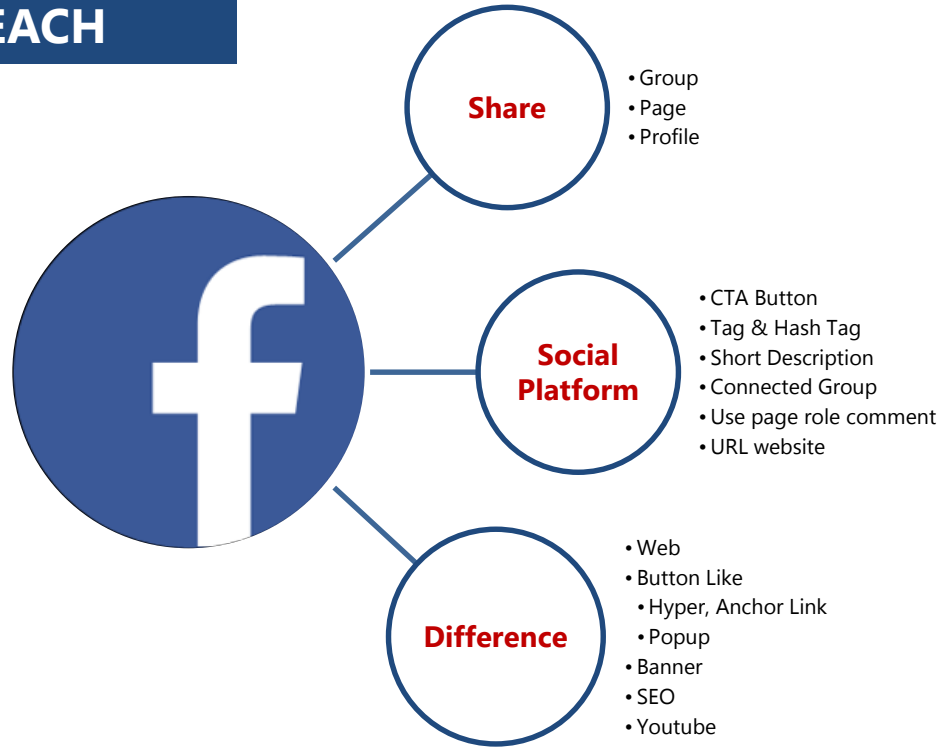 EACH
Share
• Group
• Page
• Profile
Social
Platform
• CTA Button
• Tag & Hash Tag
• Short Description
• Connected Group
• Use page role comment
• URL website
Difference
• Web
• Button Like
• Hyper, Anchor Link
• Popup
• Banner
• SEO
• Youtube